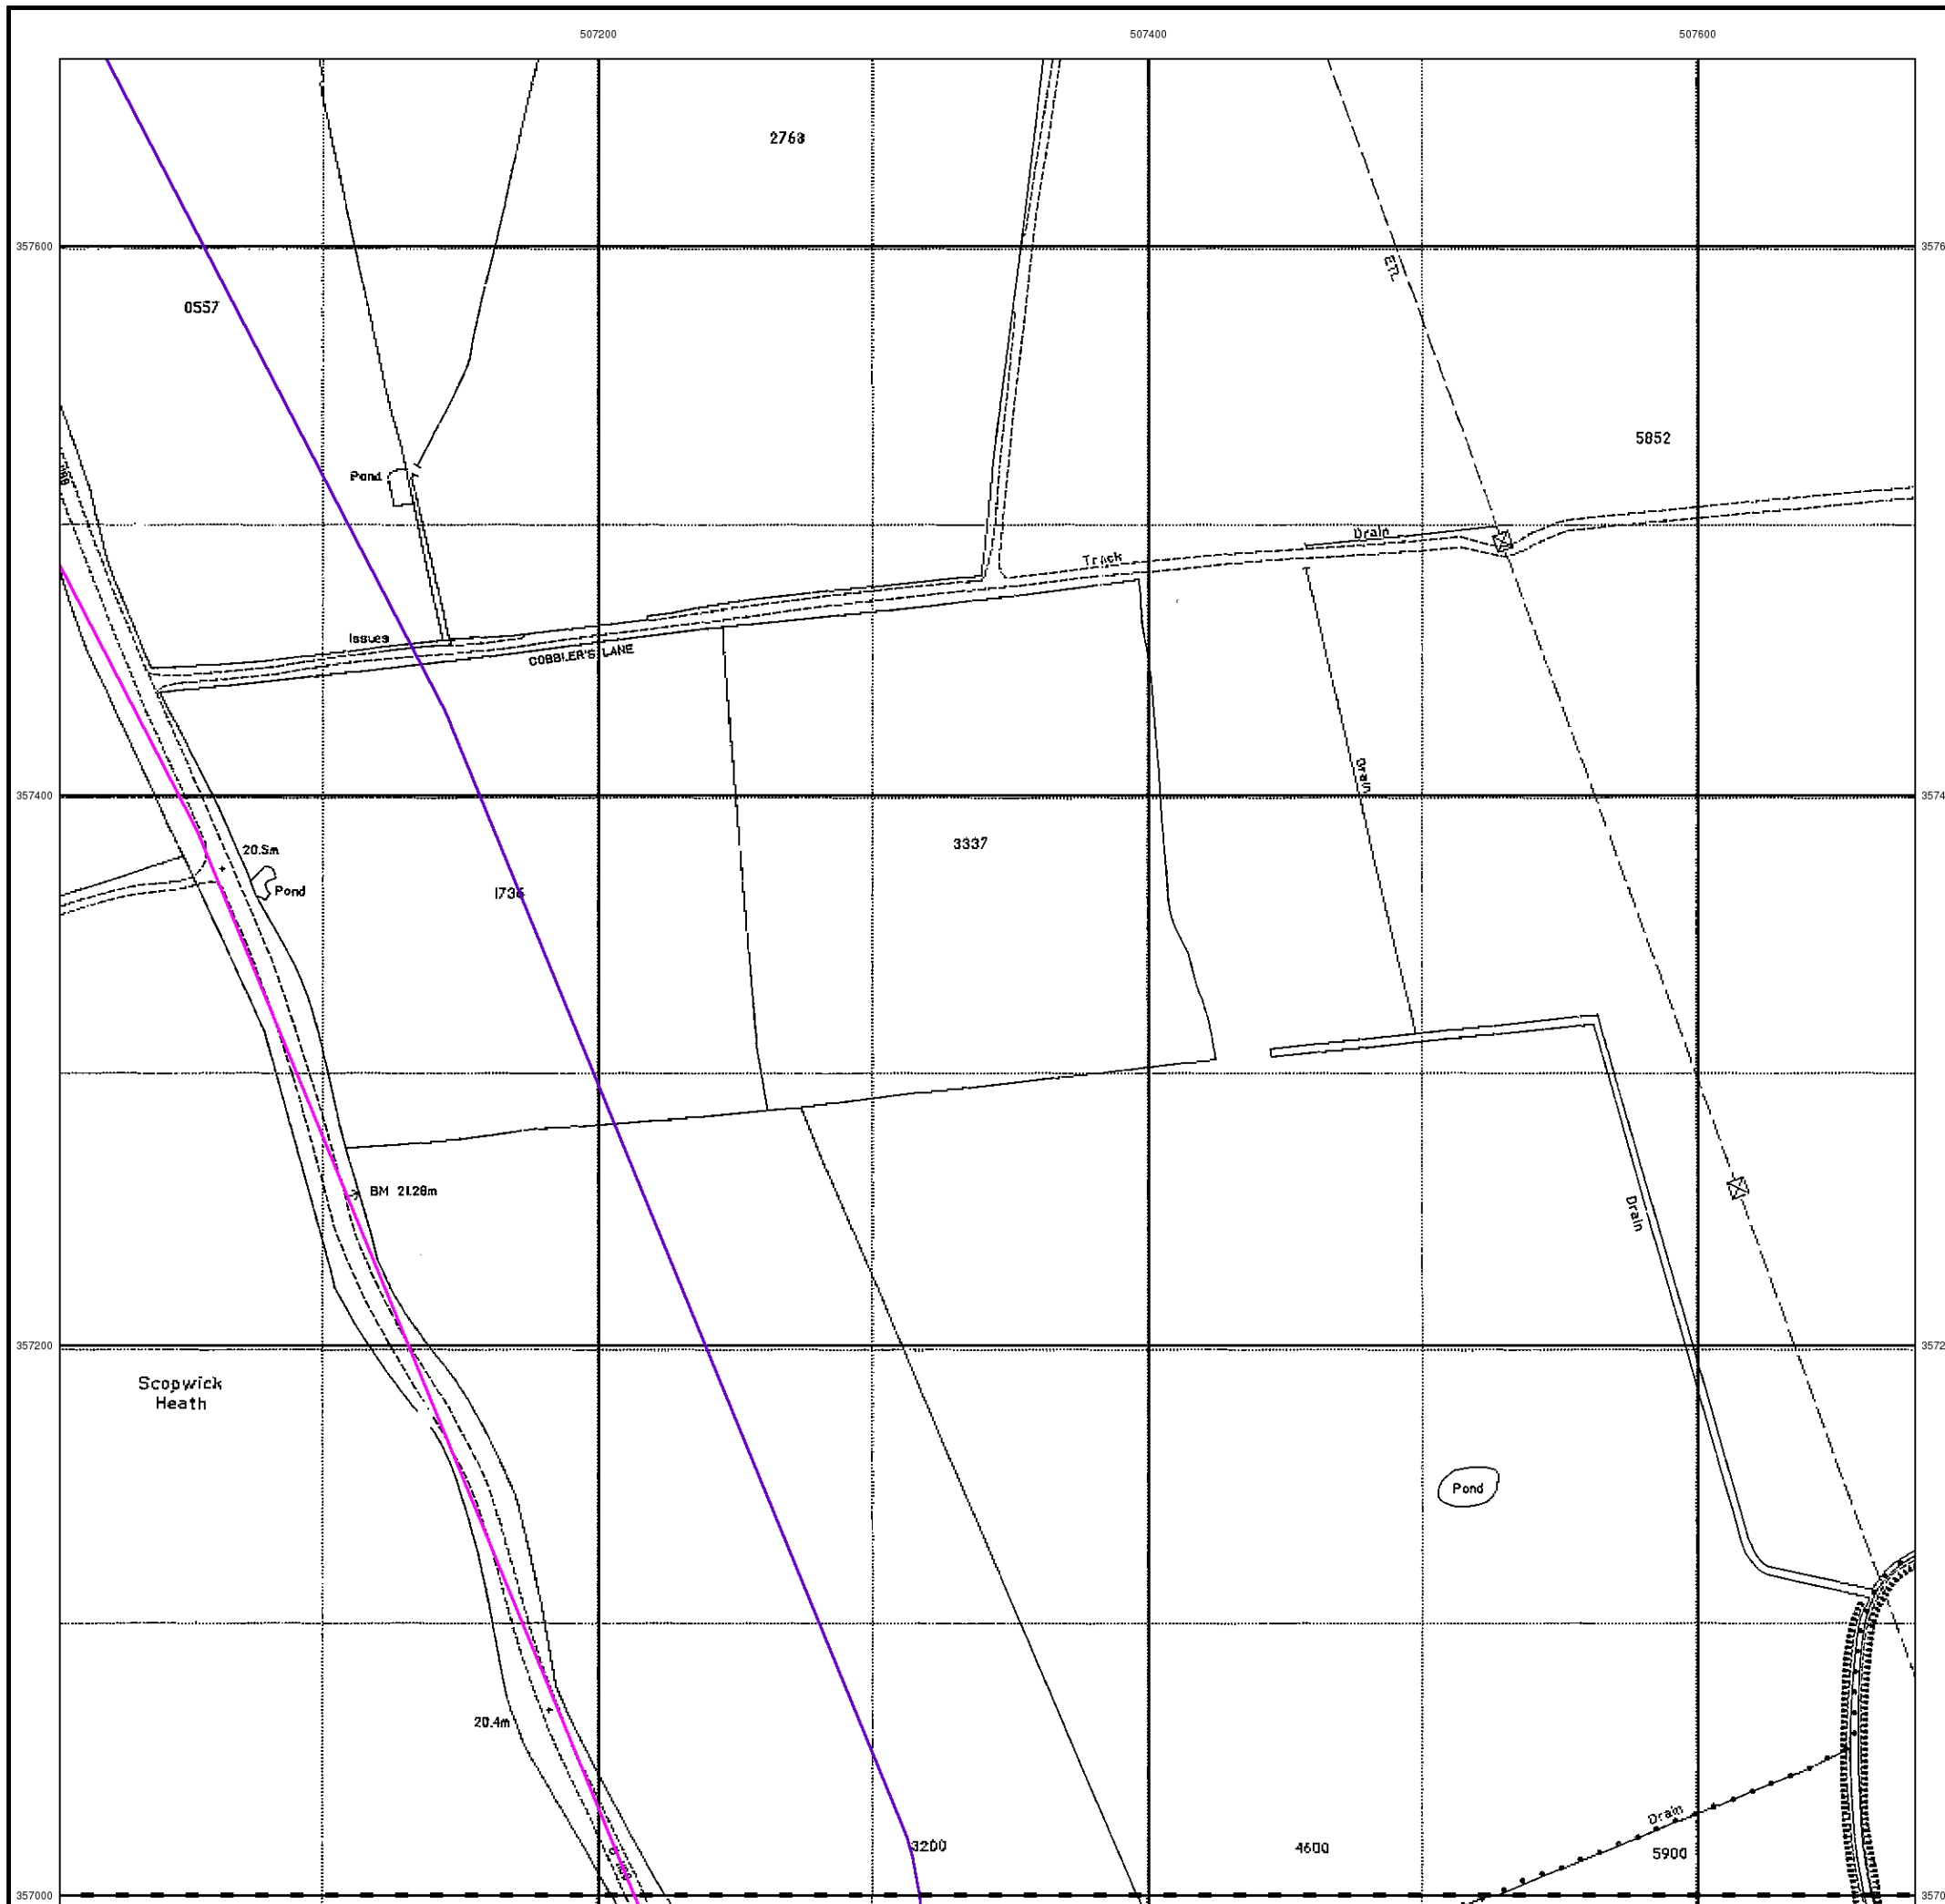 507200 507400 507600
2768
357600
ETL
0557
5852
Pond
Drain
Track
Issues
COBBLER'S LANE
Drain
357400
3337
20.5m
Pond
1736
BM 21.28m
Drain
357200
Scopwick
Heath
Pond
20.4m
Drain
3200
4600
5900
357000